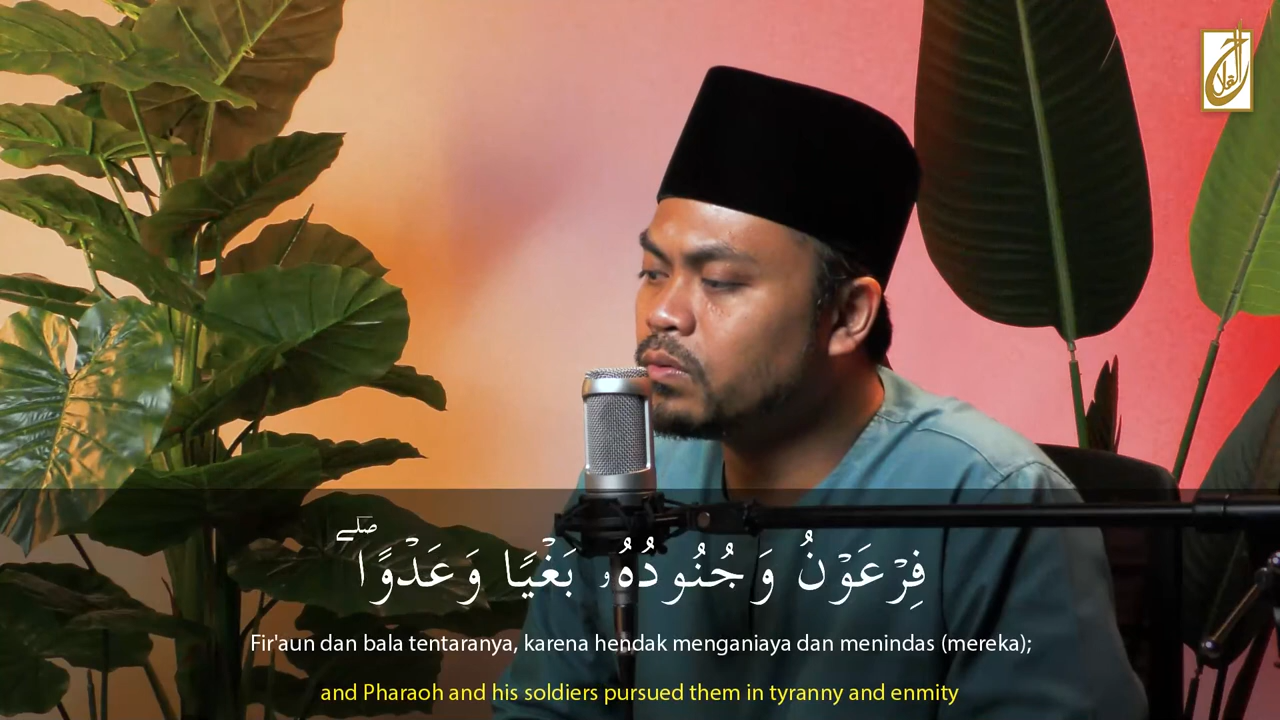 القلاح
فِرْعَوْنُ وَجُنُودُهُۥ بَغْيًا وَعَدْوًا ۖ
Fir'aun dan bala tentaranya, karena hendak menganiaya dan menindas (mereka);
and Pharaoh and his soldiers pursued them in tyranny and enmity